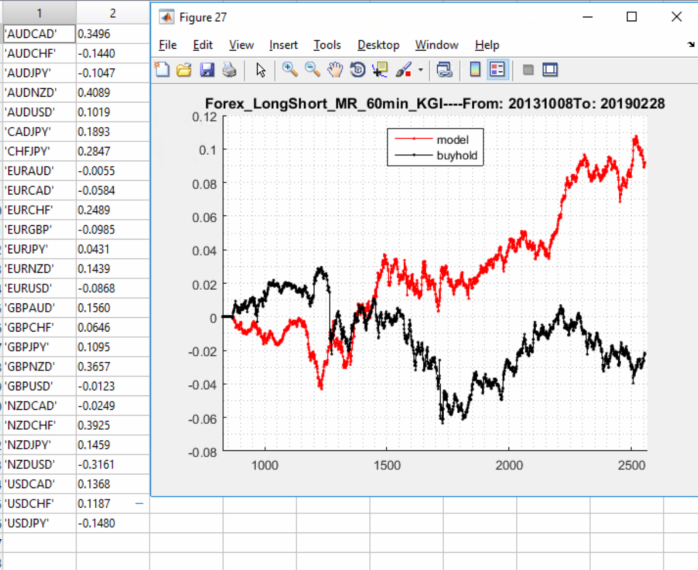 1 2
'AUDCAD' 0.3496
'AUDCHF' -0.1440
'AUDJPY' -0.1047
'AUDNZD' 0.4089
'AUDUSD' 0.1019
'CADJPY' 0.1893
'CHFJPY' 0.2847
'EURAUD' -0.0055
'EURCAD' -0.0584
'EURCHF' 0.2489
'EURGBP' -0.0985
'EURJPY' 0.0431
'EURNZD' 0.1439
'EURUSD' -0.0868
'GBPAUD' 0.1560
'GBPCHF' 0.0646
'GBPJPY' 0.1095
'GBPNZD' 0.3657
'GBPUSD' -0.0123
'NZDCAD' -0.0249
'NZDCHF' 0.3925
'NZDJPY' 0.1459
'NZDUSD' -0.3161
'USDCAD' 0.1368
'USDCHF' 0.1187
'USDJPY' -0.1480
Figure 27
File Edit View Insert Tools Desktop Window Help
Forex_LongShort_MR_60min_KGI----From: 20131008To: 20190228
model
buyhold
0.12
0.1
0.08
0.06
0.04
0.02
0
-0.02
-0.04
-0.06
-0.08
1000 1500 2000 2500